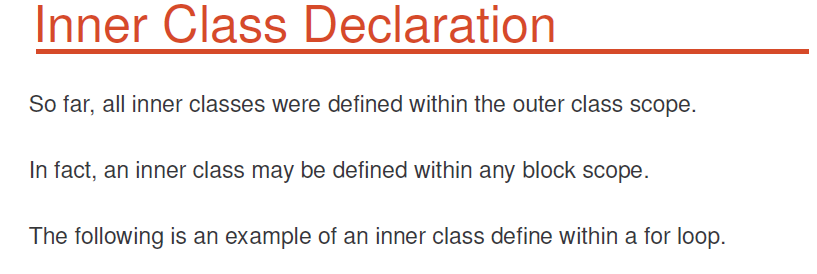 Inner Class Declaration
So far, all inner classes were defined within the outer class scope.
In fact, an inner class may be defined within any block scope.
The following is an example of an inner class define within a for loop.